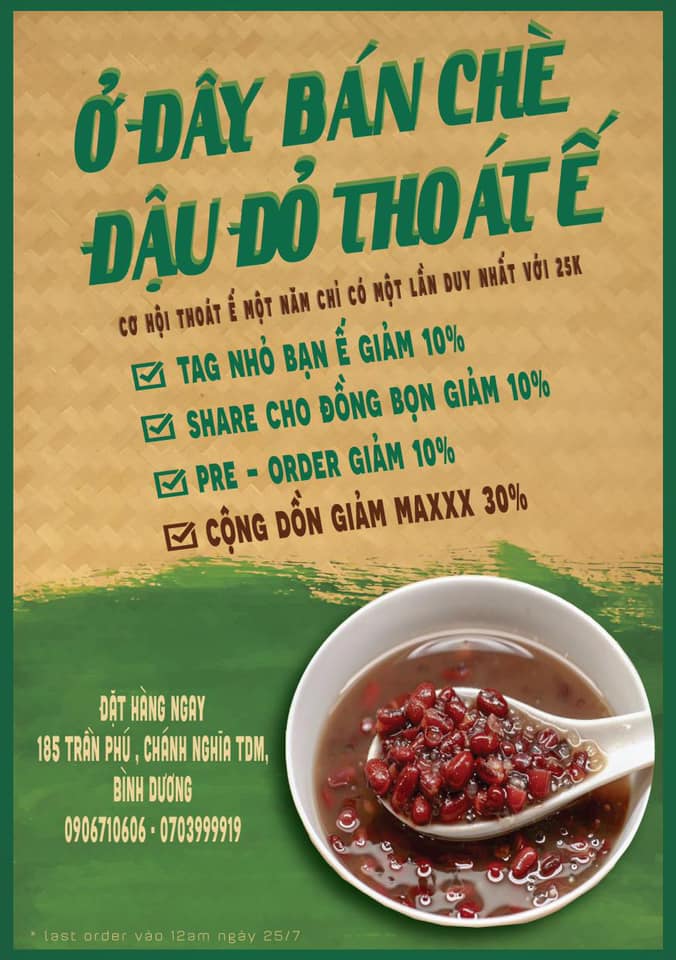 Ở ĐÂY BÁN CHÈ
ĐẬU ĐỎ THOÁT Ế
CƠ HỘI THOÁT Ế MỘT NĂM CHỈ CÓ MỘT LẦN DUY NHẤT VỚI 25K
TAG NHỎ BẠN Ế GIẢM 10%
SHARE CHO ĐỒNG BỌN GIẢM 10%
PRE - ORDER GIẢM 10%
CỘNG DỒN GIẢM MAXXX 30%
ĐẶT HÀNG NGAY
185 TRẦN PHÚ , CHÁNH NGHĨA TDM,
BÌNH DƯƠNG
0906710606 - 0703999919
* last order vào 12am ngày 25/7